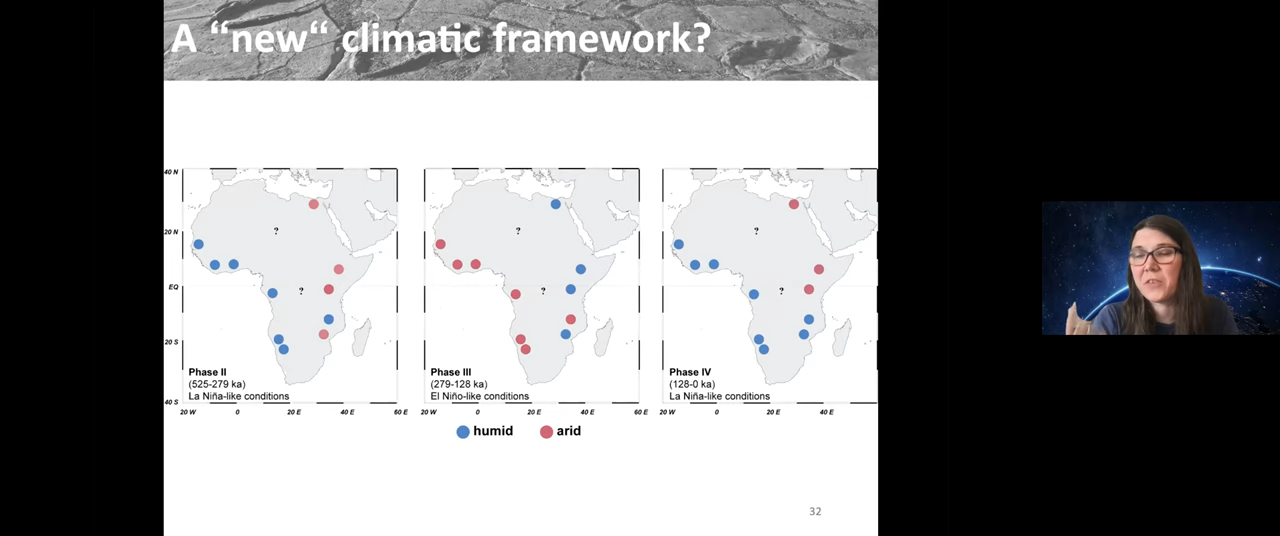 A “new“ climatic framework?
40 N
20 N
EQ
20 S
40 S
?
?
Phase II
(525-279 ka)
La Niña-like conditions
20 W 0 20 E 40 E 60 E
?
?
Phase III
(279-128 ka)
El Niño-like conditions
20 W 0 20 E 40 E 60 E
?
?
Phase IV
(128-0 ka)
La Niña-like conditions
20 W 0 20 E 40 E
humid arid
32